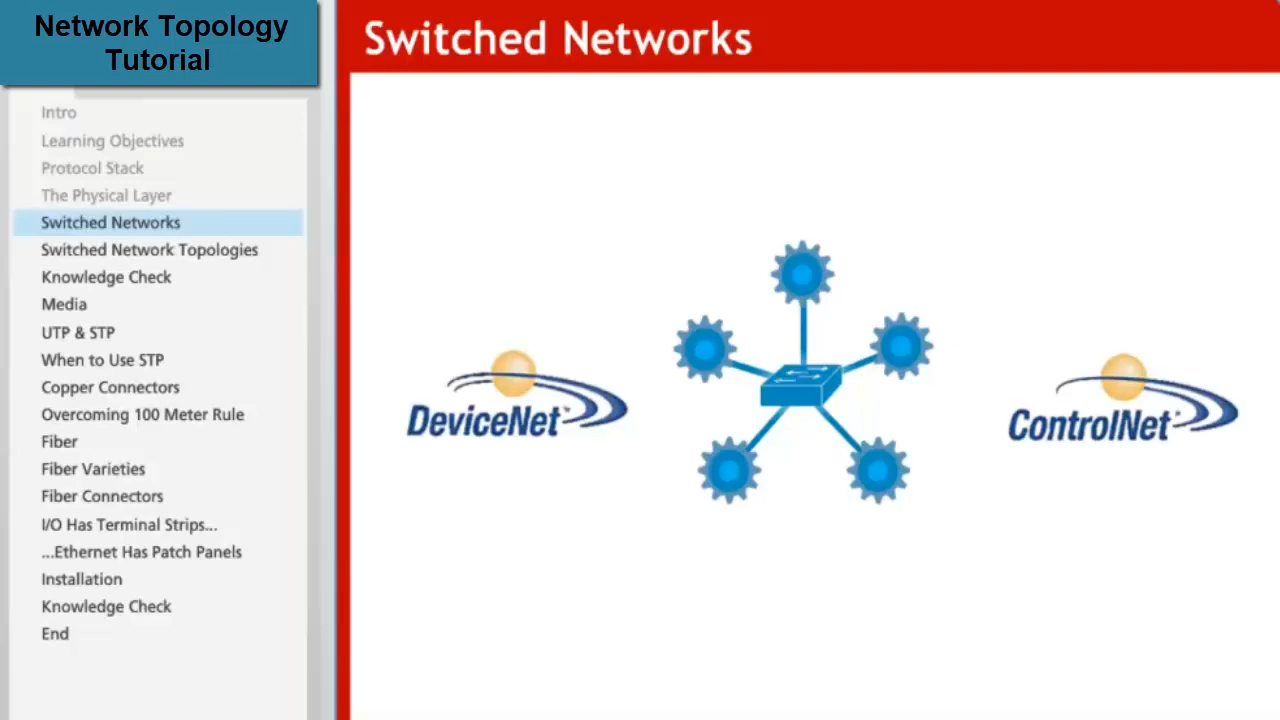 Network Topology
Tutorial
Switched Networks
Intro
Learning Objectives
Protocol Stack
The Physical Layer
Switched Networks
Switched Network Topologies
Knowledge Check
Media
UTP & STP
When to Use STP
Copper Connectors
Overcoming 100 Meter Rule
Fiber
Fiber Varieties
Fiber Connectors
I/O Has Terminal Strips...
...Ethernet Has Patch Panels
Installation
Knowledge Check
End
DeviceNet™
ControlNet